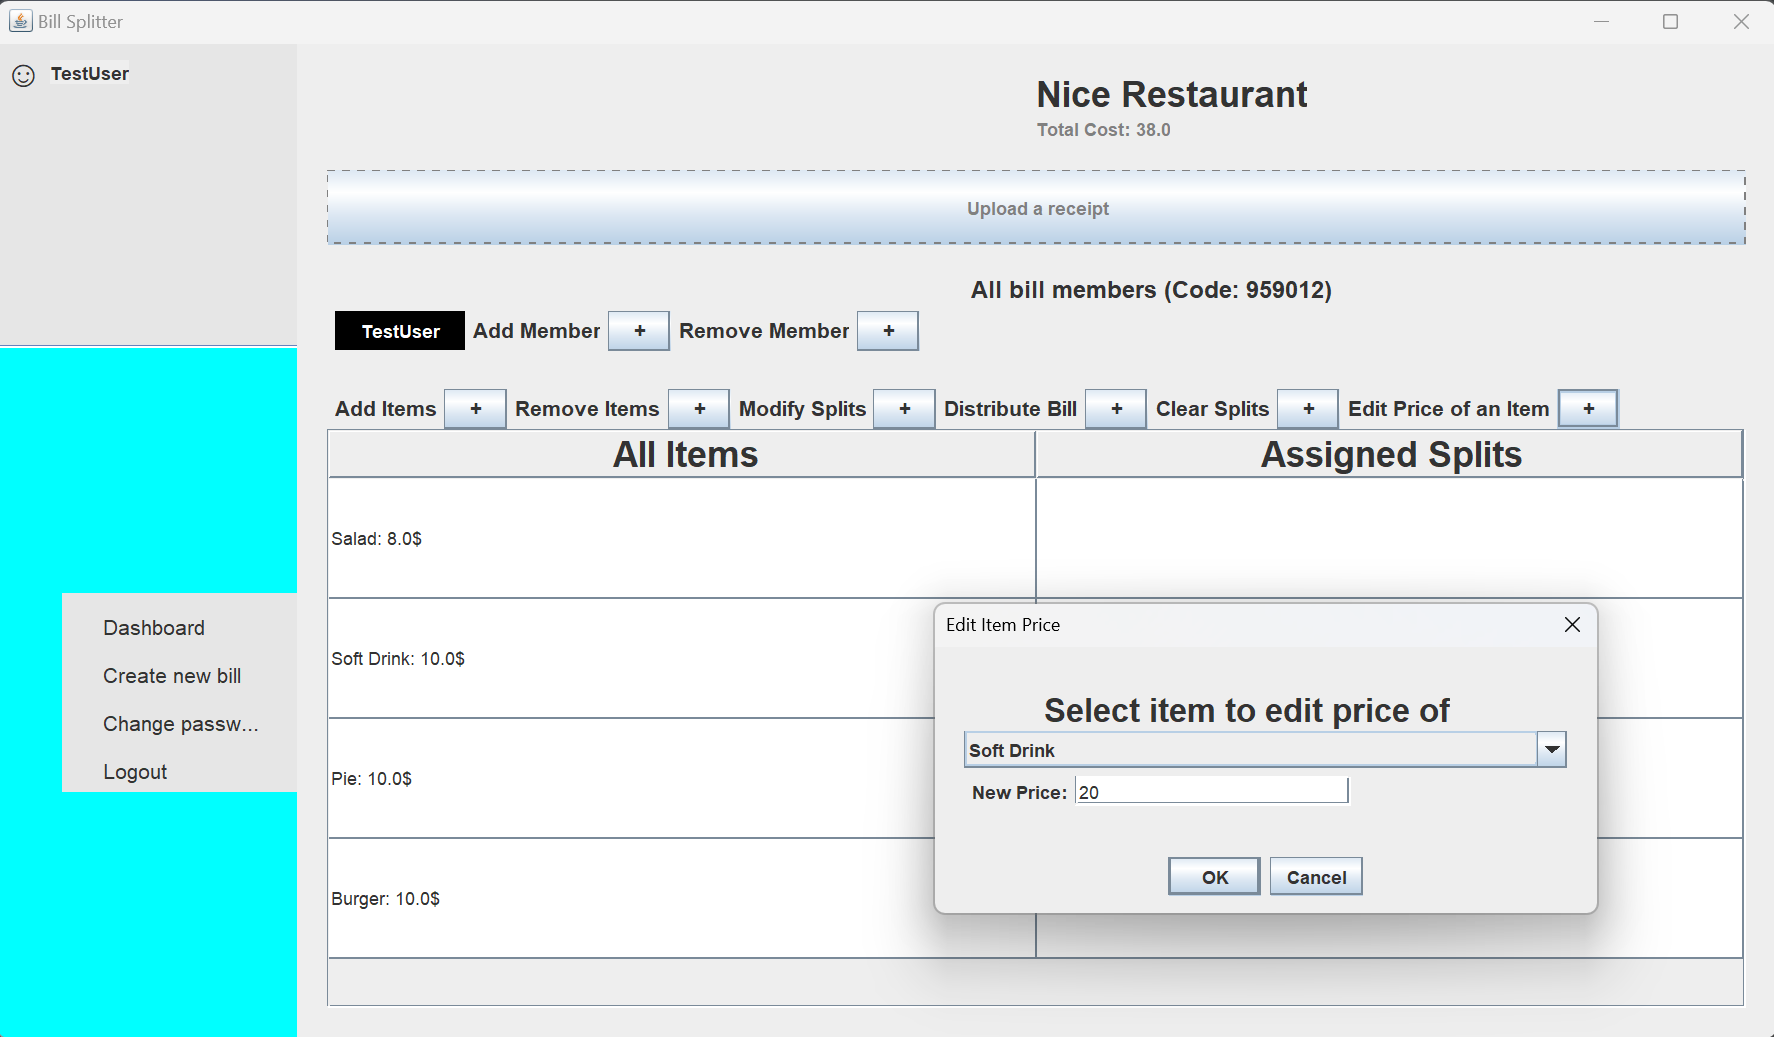 Bill Splitter
TestUser
Nice Restaurant
Total Cost: 38.0
Upload a receipt
All bill members (Code: 959012)
TestUser Add Member + Remove Member +
Add Items + Remove Items + Modify Splits + Distribute Bill + Clear Splits + Edit Price of an Item +
All Items Assigned Splits
Salad: 8.0$
Soft Drink: 10.0$
Pie: 10.0$
Burger: 10.0$
Dashboard
Create new bill
Change passw...
Logout
Edit Item Price
Select item to edit price of
Soft Drink
New Price: 20
OK Cancel